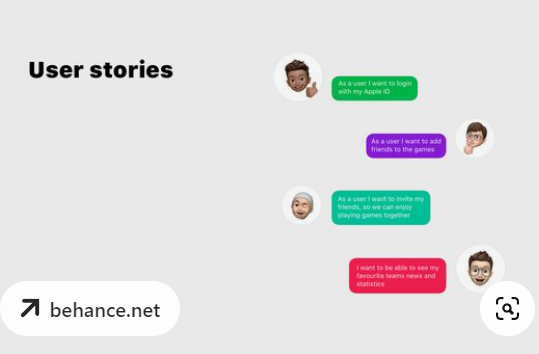 User stories
As a user I want to login
with my Apple ID
As a user I want to add
friends to the games
As a user I want to invite my
friends, so we can enjoy
playing games together
I want to be able to see my
favourite teams news and
statistics
behance.net